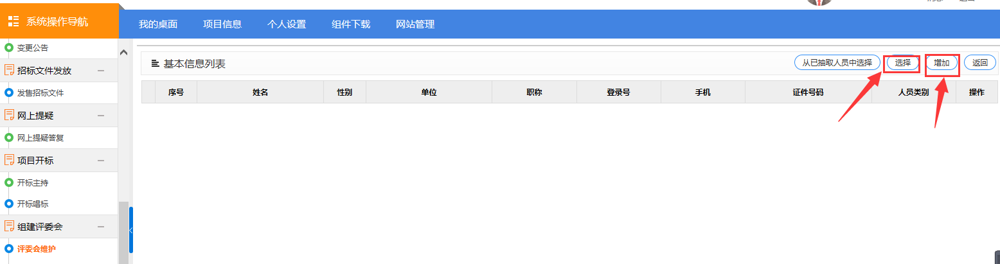 系统操作导航
我的桌面 项目信息 个人设置 组件下载 网站管理
变更公告
招标文件发放
发售招标文件
网上提疑
网上提疑答复
项目开标
开标主持
开标唱标
组建评委会
评委会维护
基本信息列表
从已抽取人员中选择 选择 增加 返回
序号 姓名 性别 单位 职称 登录号 手机 证件号码 人员类别 操作